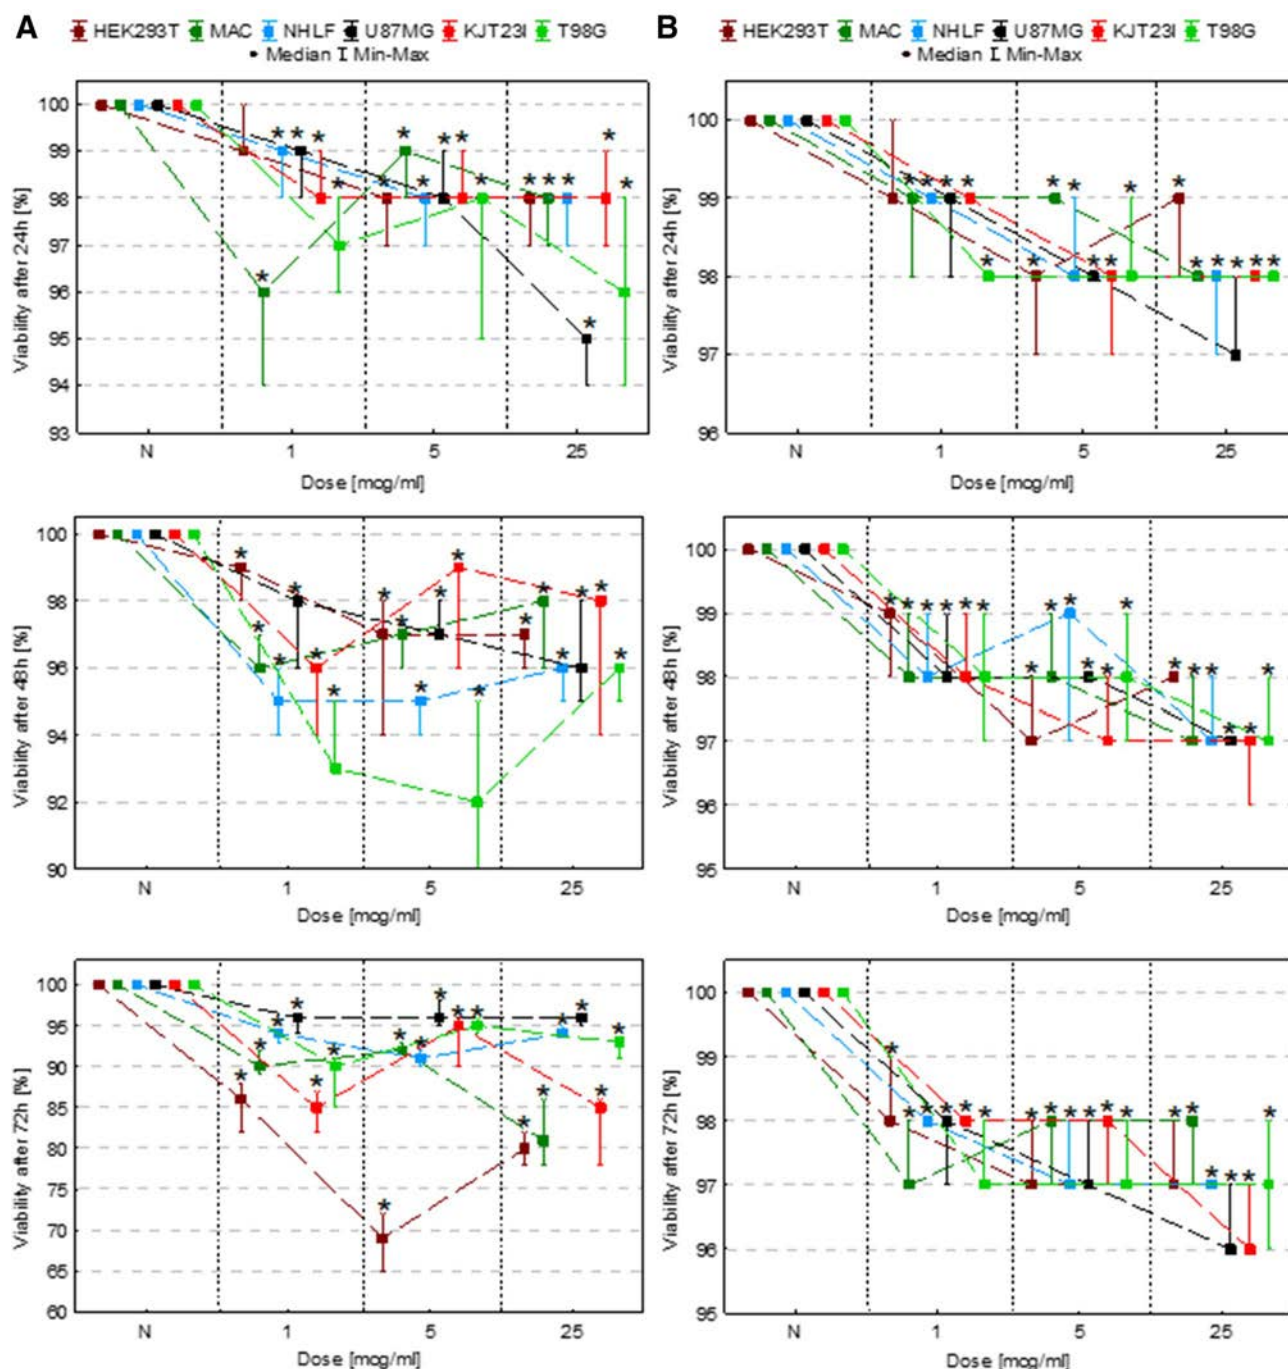 A HEK293T MAC NHLF U87MG KJT23I T98G
Median Min-Max
B HEK293T MAC NHLF U87MG KJT23I T98G
Median Min-Max
Viability after 24h [%]
100
99
98
97
96
95
94
93
N 1 5 25
Dose [mcg/ml]
Viability after 24h [%]
100
99
98
97
96
N 1 5 25
Dose [mcg/ml]
Viability after 48h [%]
100
98
96
94
92
90
N 1 5 25
Dose [mcg/ml]
Viability after 48h [%]
100
99
98
97
96
95
N 1 5 25
Dose [mcg/ml]
Viability after 72h [%]
100
95
90
85
80
75
70
65
60
N 1 5 25
Dose [mcg/ml]
Viability after 72h [%]
100
99
98
97
96
95
N 1 5 25
Dose [mcg/ml]